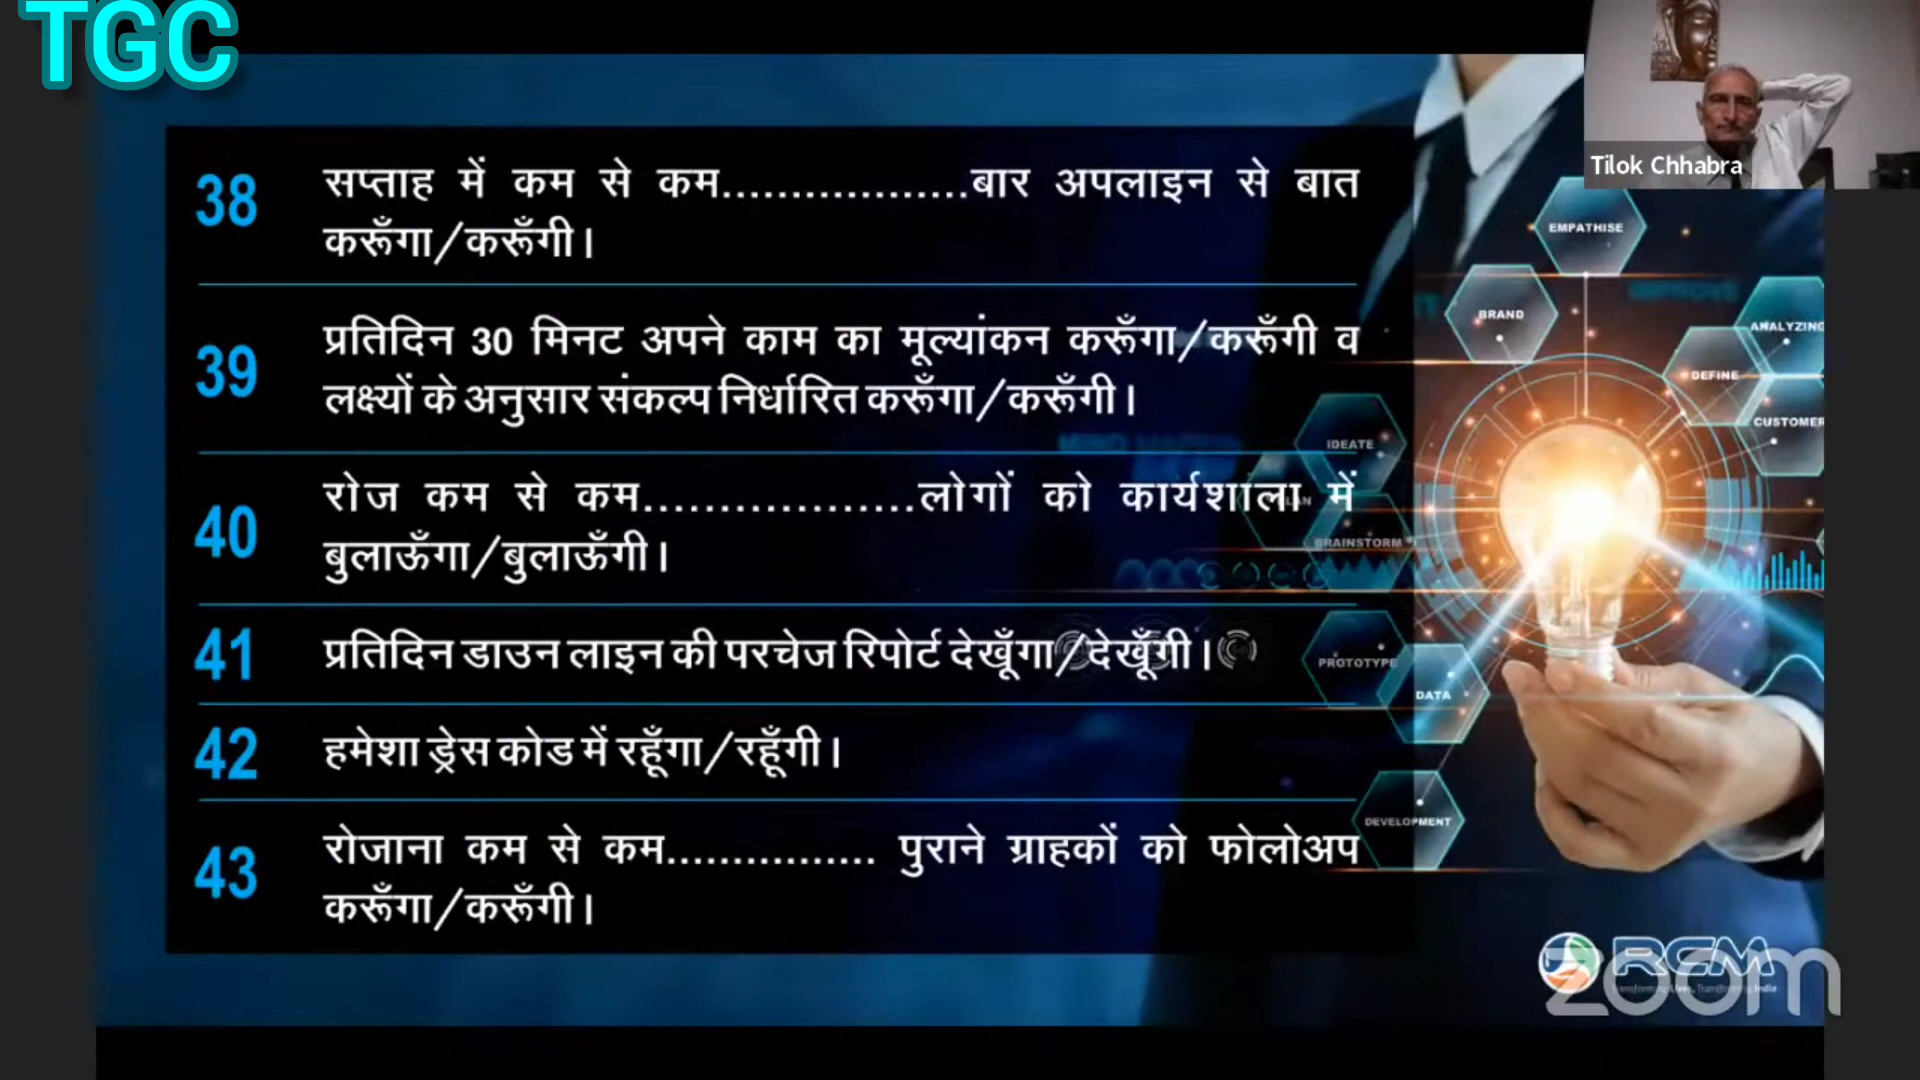 TGC
Tilok Chhabra
38 सप्ताह में कम से कम..................बार अपलाइन से बात
करूँगा/करूँगी।
39 प्रतिदिन 30 मिनट अपने काम का मूल्यांकन करूँगा/करूँगी व
लक्ष्यों के अनुसार संकल्प निर्धारित करूँगा/करूँगी।
40 रोज कम से कम..................लोगों को कार्यशाला में
बुलाऊँगा/बुलाऊँगी।
41 प्रतिदिन डाउन लाइन की परचेज रिपोर्ट देखूँगा/देखूँगी।
42 हमेशा ड्रेस कोड में रहूँगा/रहूँगी।
43 रोजाना कम से कम................ पुराने ग्राहकों को फोलोअप
करूँगा/करूँगी।
EMPATHISE
BRAND
ANALYZING
DEFINE
CUSTOMER
IDEATE
BRAINSTORM
PROTOTYPE
DATA
DEVELOPMENT
IMPROVE
RCM
zoom